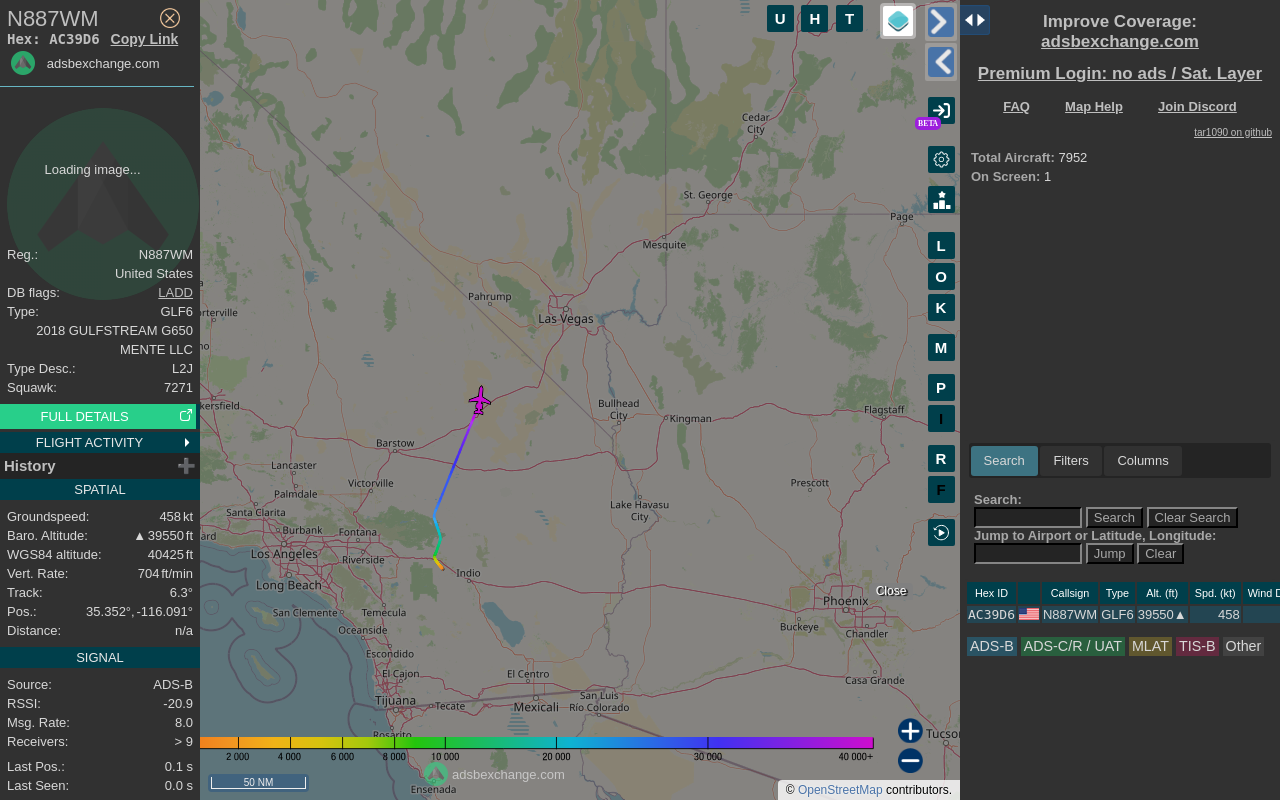 N887WM
Hex: AC39D6 Copy Link
adsbexchange.com
Loading image...
Reg.: N887WM
United States
DB flags: LADD
Type: GLF6
2018 GULFSTREAM G650
MENTE LLC
Type Desc.: L2J
Squawk: 7271
FULL DETAILS
FLIGHT ACTIVITY
History
SPATIAL
Groundspeed: 458 kt
Baro. Altitude: ▲ 39550 ft
WGS84 altitude: 40425 ft
Vert. Rate: 704 ft/min
Track: 6.3°
Pos.: 35.352°, -116.091°
Distance: n/a
SIGNAL
Source: ADS-B
RSSI: -20.9
Msg. Rate: 8.0
Receivers: > 9
Last Pos.: 0.1 s
Last Seen: 0.0 s
U H T
BETA
L
O
K
M
P
I
R
F
Cedar
City
St. George
Page
Mesquite
Pahrump
Las Vegas
rterville
no
kersfield
Bullhead
City
Kingman
Flagstaff
Barstow
Lancaster
Palmdale
Victorville
Prescott
Lake Havasu
City
Santa Clarita
Burbank
Fontana
ard
Los Angeles
Riverside
Indio
Long Beach
Close
Phoenix
San Clemente
Temecula
Buckeye
Chandler
Oceanside
Escondido
El Cajon
El Centro
Casa Grande
San Luis
Río Colorado
Tijuana
Tecate
Mexicali
Rosarito
Tucson
2 000 4 000 6 000 8 000 10 000 20 000 30 000 40 000+
adsbexchange.com
50 NM
Ensenada
© OpenStreetMap contributors.
Improve Coverage:
adsbexchange.com
Premium Login: no ads / Sat. Layer
FAQ Map Help Join Discord
tar1090 on github
Total Aircraft: 7952
On Screen: 1
Search Filters Columns
Search:
Search Clear Search
Jump to Airport or Latitude, Longitude:
Jump Clear
Hex ID Callsign Type Alt. (ft) Spd. (kt) Wind D
AC39D6 N887WM GLF6 39550▲ 458
ADS-B ADS-C/R / UAT MLAT TIS-B Other